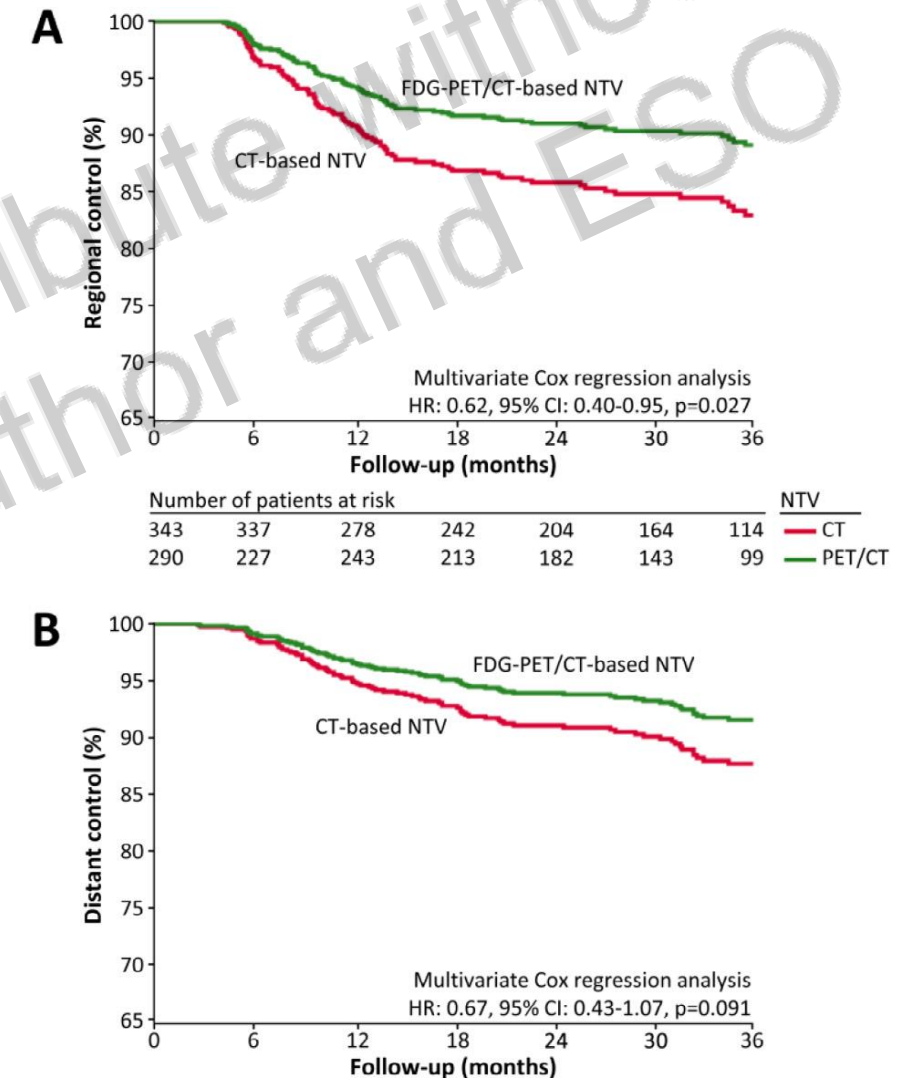 A
100
95
90
85
80
75
70
65
Regional control (%)
FDG-PET/CT-based NTV
CT-based NTV
Multivariate Cox regression analysis
HR: 0.62, 95% CI: 0.40-0.95, p=0.027
0 6 12 18 24 30 36
Follow-up (months)
Number of patients at risk NTV
343 337 278 242 204 164 114 CT
290 227 243 213 182 143 99 PET/CT
B
100
95
90
85
80
75
70
65
Distant control (%)
FDG-PET/CT-based NTV
CT-based NTV
Multivariate Cox regression analysis
HR: 0.67, 95% CI: 0.43-1.07, p=0.091
0 6 12 18 24 30 36
Follow-up (months)
and ESO